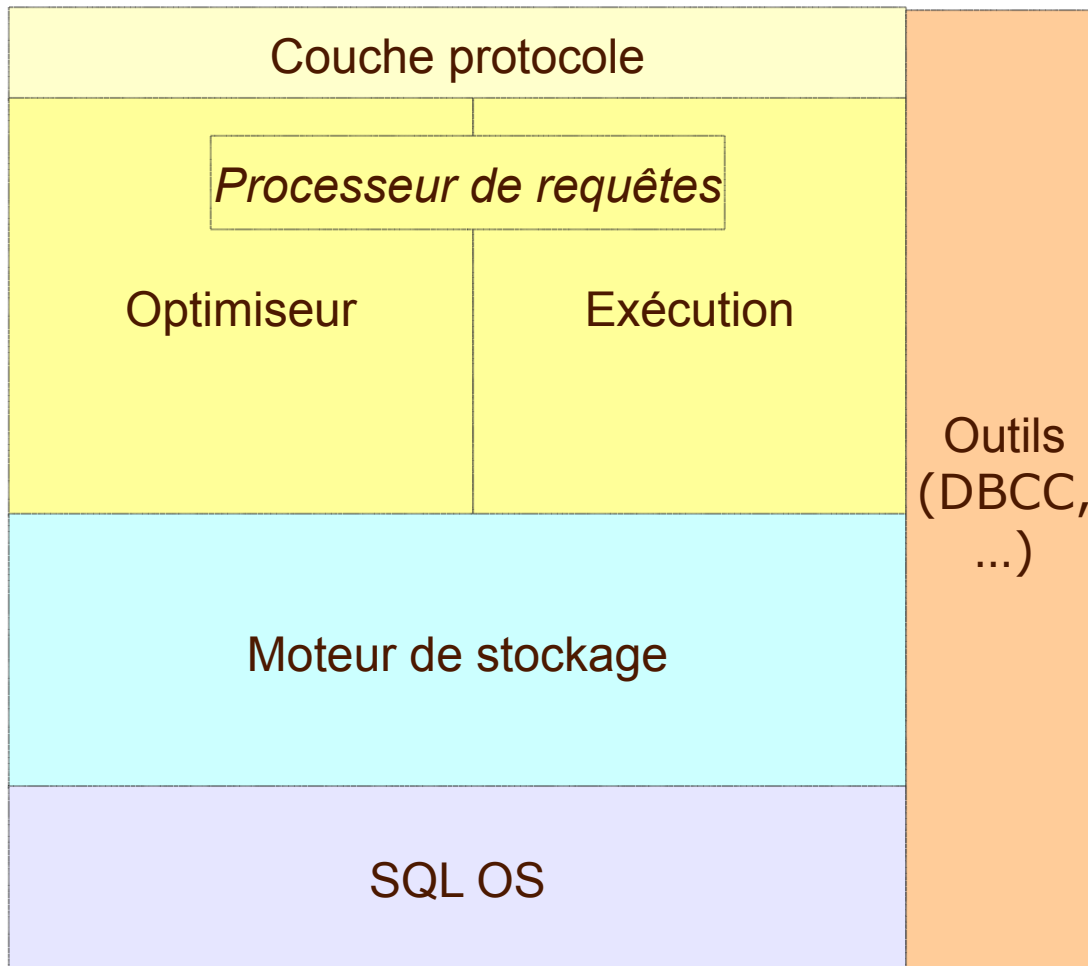 Couche protocole
Processeur de requêtes
Optimiseur
Exécution
Outils
(DBCC,
...)
Moteur de stockage
SQL OS